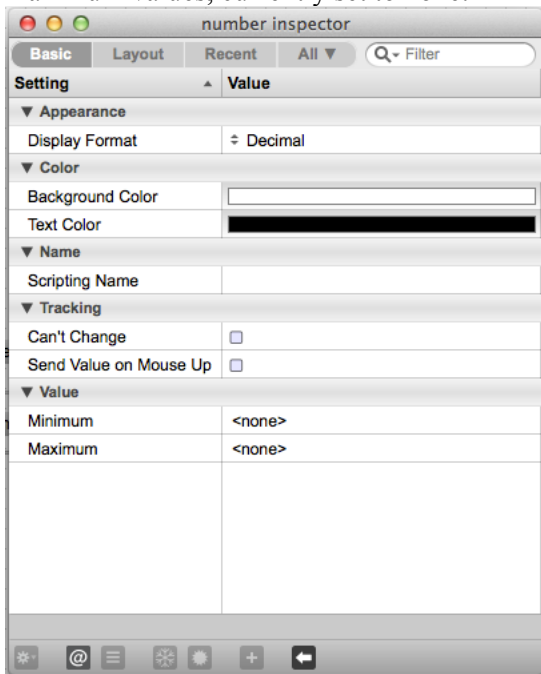 number inspector
Basic Layout Recent All ▼ Filter
Setting Value
▼ Appearance
Display Format Decimal
▼ Color
Background Color
Text Color
▼ Name
Scripting Name
▼ Tracking
Can't Change
Send Value on Mouse Up
▼ Value
Minimum <none>
Maximum <none>